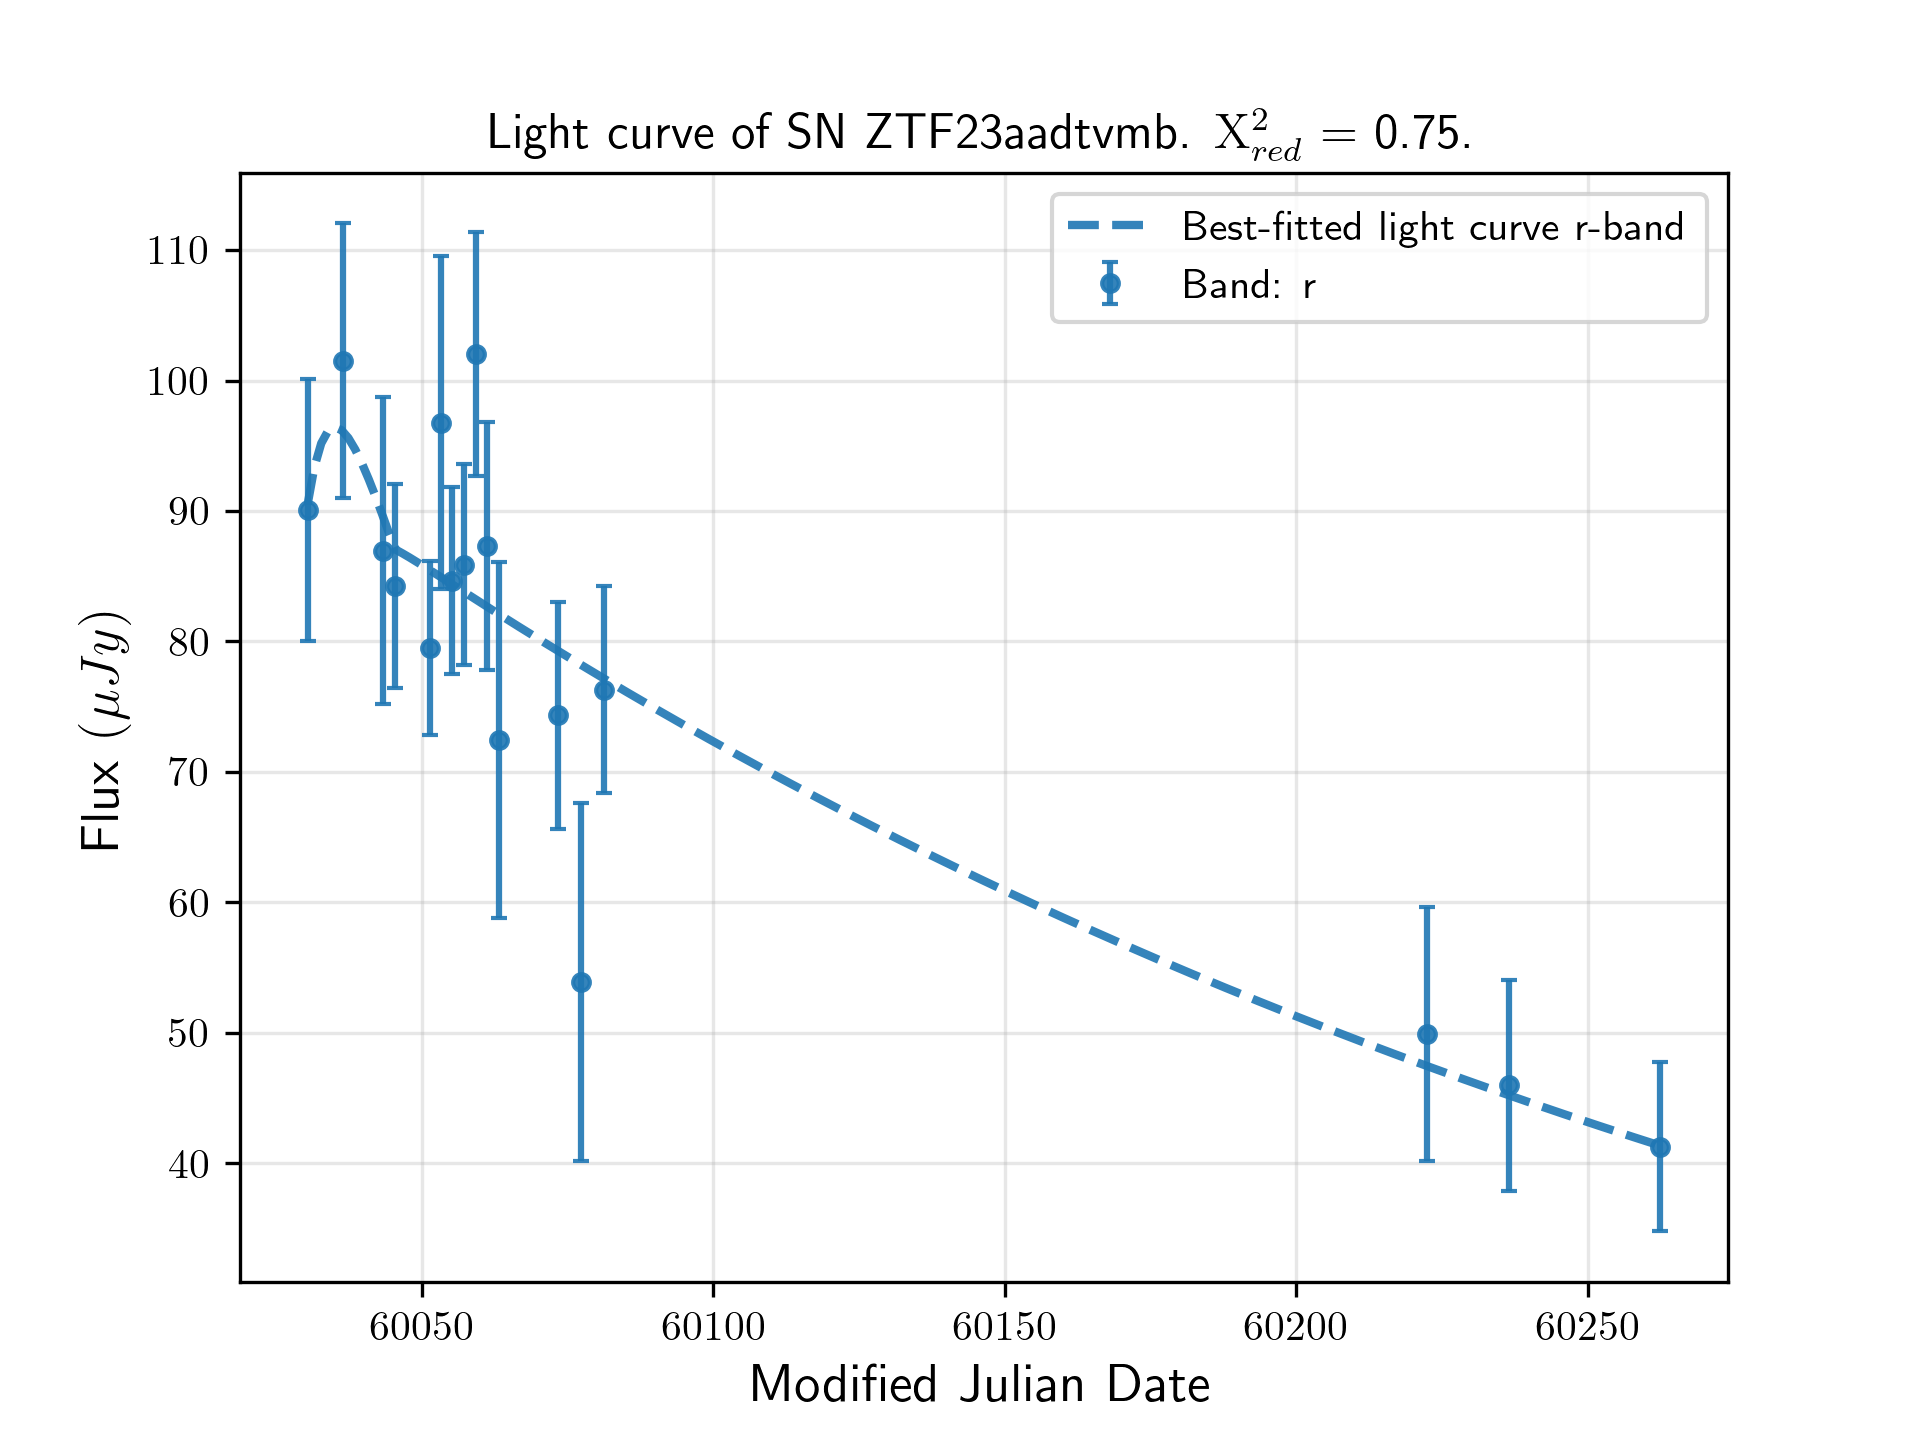 Light curve of SN ZTF23aadtvmb. X²red = 0.75.
Best-fitted light curve r-band
Band: r
110
100
90
80
70
60
50
40
Flux (μJy)
60050 60100 60150 60200 60250
Modified Julian Date